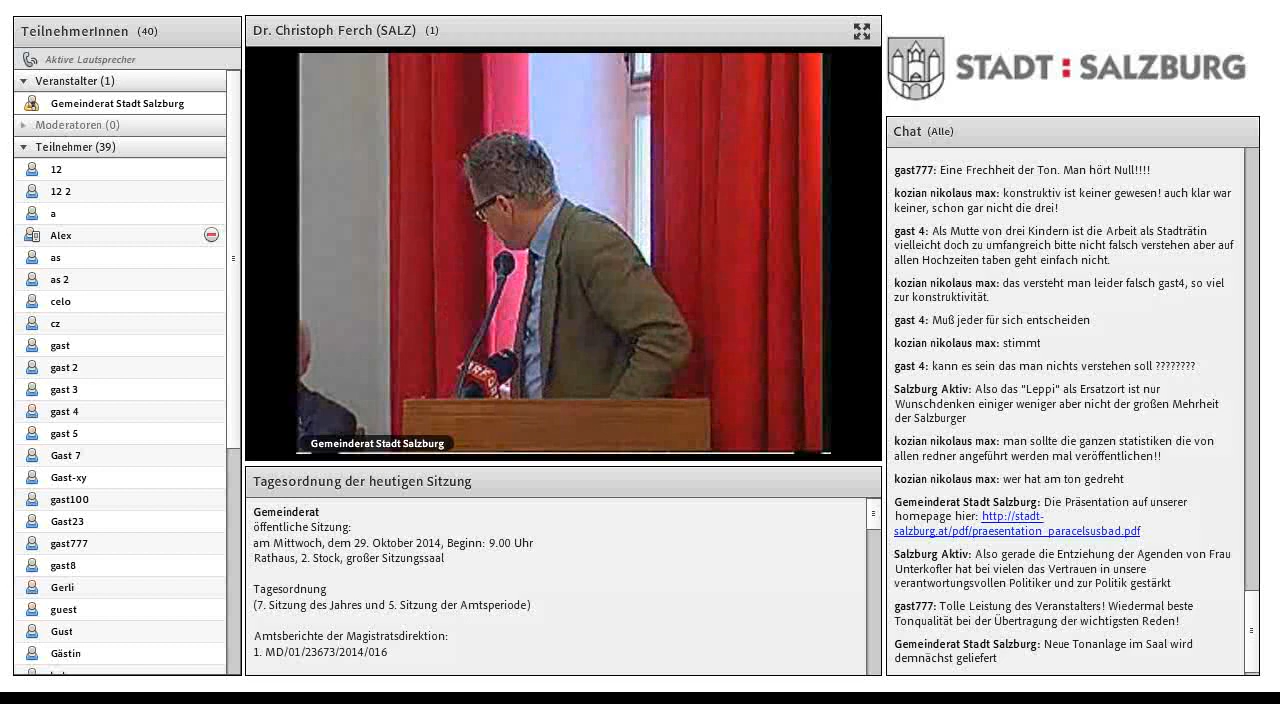 TeilnehmerInnen (40)
Aktive Lautsprecher
Veranstalter (1)
Gemeinderat Stadt Salzburg
Moderatoren (0)
Teilnehmer (39)
12
12 2
a
Alex
as
as 2
celo
cz
gast
gast 2
gast 3
gast 4
gast 5
Gast 7
Gast-xy
gast100
Gast23
gast777
gast8
Gerli
guest
Gust
Gästin
Dr. Christoph Ferch (SALZ) (1)
Gemeinderat Stadt Salzburg
Tagesordnung der heutigen Sitzung
Gemeinderat
öffentliche Sitzung:
am Mittwoch, dem 29. Oktober 2014, Beginn: 9.00 Uhr
Rathaus, 2. Stock, großer Sitzungssaal
Tagesordnung
(7. Sitzung des Jahres und 5. Sitzung der Amtsperiode)
Amtsberichte der Magistratsdirektion:
1. MD/01/23673/2014/016
STADT : SALZBURG
Chat (Alle)
gast777: Eine Frechheit der Ton. Man hört Null!!!!
kozian nikolaus max: konstruktiv ist keiner gewesen! auch klar war
keiner, schon gar nicht die drei!
gast 4: Als Mutte von drei Kindern ist die Arbeit als Stadträtin
vielleicht doch zu umfangreich bitte nicht falsch verstehen aber auf
allen Hochzeiten taben geht einfach nicht.
kozian nikolaus max: das versteht man leider falsch gast4, so viel
zur konstruktivität.
gast 4: Muß jeder für sich entscheiden
kozian nikolaus max: stimmt
gast 4: kann es sein das man nichts verstehen soll ????????
Salzburg Aktiv: Also das "Leppi" als Ersatzort ist nur
Wunschdenken einiger weniger aber nicht der großen Mehrheit
der Salzburger
kozian nikolaus max: man sollte die ganzen statistiken die von
allen redner angeführt werden mal veröffentlichen!!
kozian nikolaus max: wer hat am ton gedreht
Gemeinderat Stadt Salzburg: Die Präsentation auf unserer
homepage hier: http://stadt-
salzburg.at/pdf/praesentation_paracelsusbad.pdf
Salzburg Aktiv: Also gerade die Entziehung der Agenden von Frau
Unterkofler hat bei vielen das Vertrauen in unsere
verantwortungsvollen Politiker und zur Politik gestärkt
gast777: Tolle Leistung des Veranstalters! Wiedermal beste
Tonqualität bei der Übertragung der wichtigsten Reden!
Gemeinderat Stadt Salzburg: Neue Tonanlage im Saal wird
demnächst geliefert